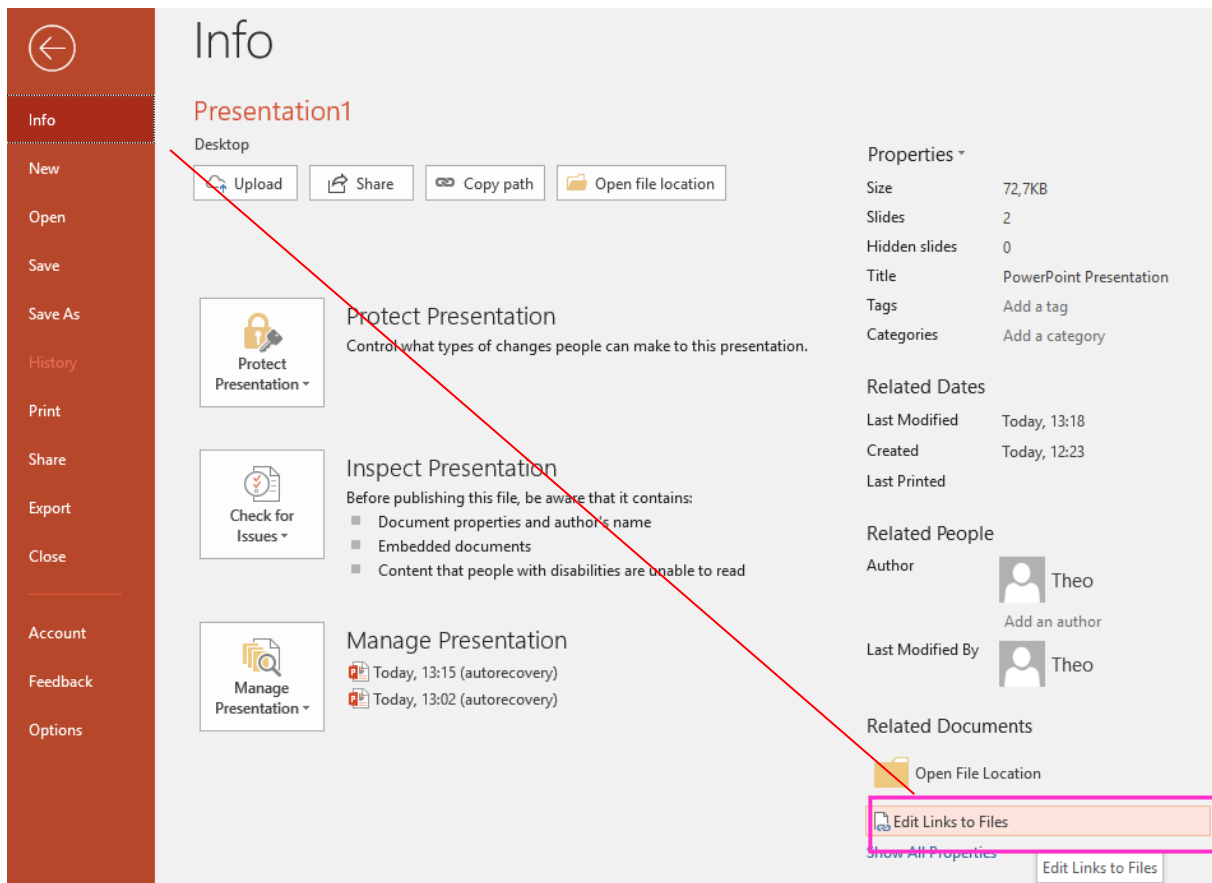 Info
Info
New
Open
Save
Save As
History
Print
Share
Export
Close
Account
Feedback
Options
Presentation1
Desktop
Upload
Share
Copy path
Open file location
Protect
Presentation
Protect Presentation
Control what types of changes people can make to this presentation.
Check for
Issues
Inspect Presentation
Before publishing this file, be aware that it contains:
Document properties and author's name
Embedded documents
Content that people with disabilities are unable to read
Manage
Presentation
Manage Presentation
Today, 13:15 (autorecovery)
Today, 13:02 (autorecovery)
Properties
Size 72,7KB
Slides 2
Hidden slides 0
Title PowerPoint Presentation
Tags Add a tag
Categories Add a category
Related Dates
Last Modified Today, 13:18
Created Today, 12:23
Last Printed
Related People
Author Theo
Add an author
Last Modified By Theo
Related Documents
Open File Location
Edit Links to Files
Show All Properties
Edit Links to Files